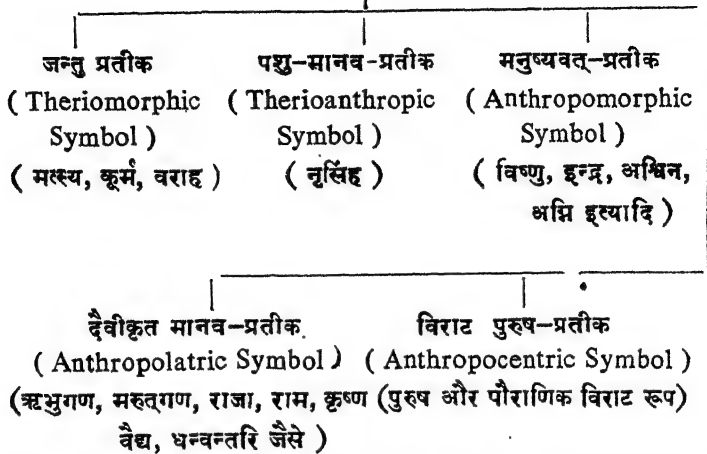 जन्तु प्रतीक पशु-मानव-प्रतीक मनुष्यवत्-प्रतीक
( Theriomorphic ( Therioanthropic ( Anthropomorphic
Symbol ) Symbol ) Symbol )
( मत्स्य, कूर्म, वराह ) ( नृसिंह ) ( विष्णु, इन्द्र, अश्विन,
अग्नि इत्यादि )
दैवीकृत मानव-प्रतीक. विराट पुरुष-प्रतीक
( Anthropolatric Symbol ) ( Anthropocentric Symbol )
(ऋभुगण, मरुत्गण, राजा, राम, कृष्ण (पुरुष और पौराणिक विराट रूप)
वैद्य, धन्वन्तरि जैसे )